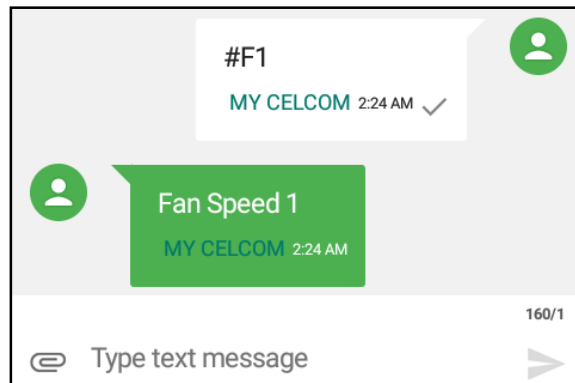 #F1
MY CELCOM 2:24 AM
Fan Speed 1
MY CELCOM 2:24 AM
160/1
Type text message